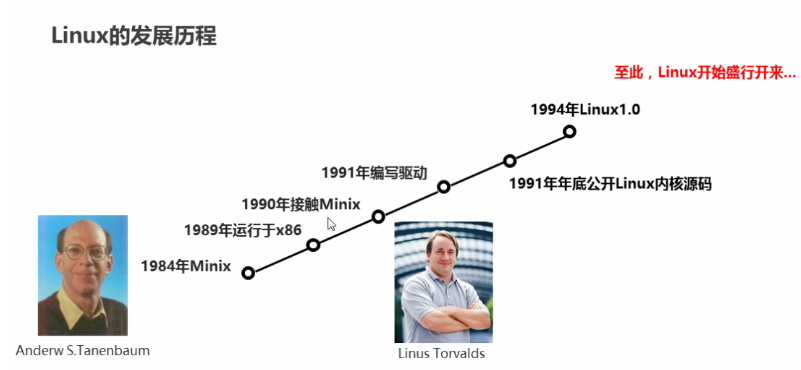 Linux的发展历程
至此，Linux开始盛行开来...
1994年Linux1.0
1991年编写驱动
1991年年底公开Linux内核源码
1990年接触Minix
1989年运行于x86
1984年Minix
Anderw S.Tanenbaum
Linus Torvalds